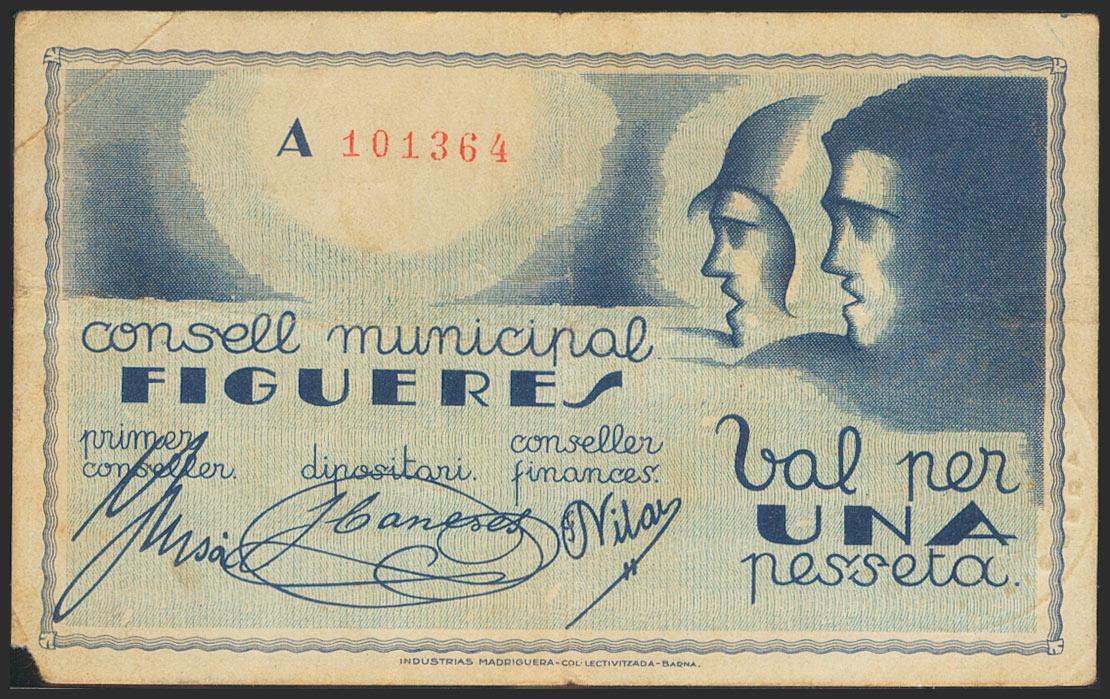 A 101364
consell municipal
FIGUERES
primer conseller.
dipositari.
conseller finances.
Val per
UNA
pesseta.
INDUSTRIAS MADRIGUERA-COL·LECTIVITZADA-BARNA.